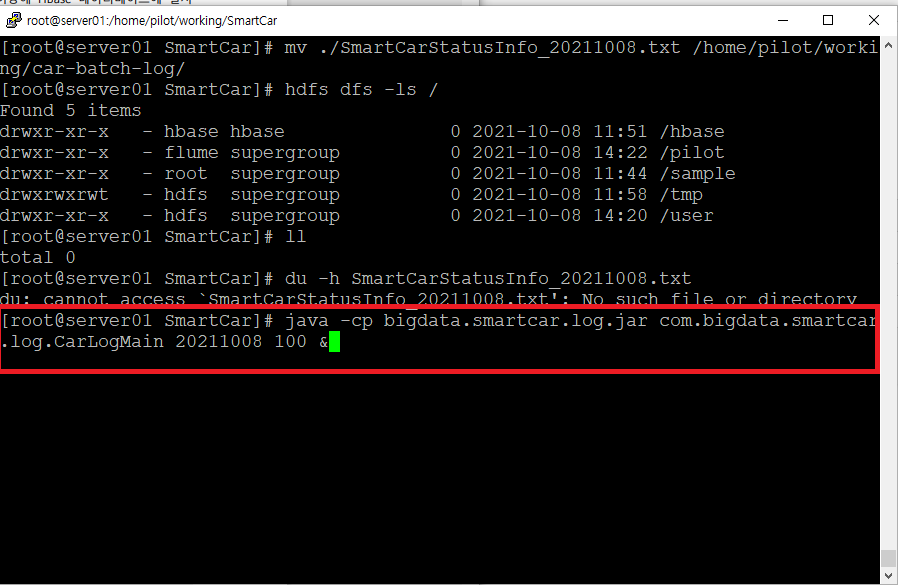 root@server01:/home/pilot/working/SmartCar
[root@server01 SmartCar]# mv ./SmartCarStatusInfo_20211008.txt /home/pilot/worki
ng/car-batch-log/
[root@server01 SmartCar]# hdfs dfs -ls /
Found 5 items
drwxr-xr-x   - hbase hbase               0 2021-10-08 11:51 /hbase
drwxr-xr-x   - flume supergroup          0 2021-10-08 14:22 /pilot
drwxr-xr-x   - root  supergroup          0 2021-10-08 11:44 /sample
drwxrwxrwt   - hdfs  supergroup          0 2021-10-08 11:58 /tmp
drwxr-xr-x   - hdfs  supergroup          0 2021-10-08 14:20 /user
[root@server01 SmartCar]# ll
total 0
[root@server01 SmartCar]# du -h SmartCarStatusInfo_20211008.txt
du: cannot access `SmartCarStatusInfo_20211008.txt': No such file or directory
[root@server01 SmartCar]# java -cp bigdata.smartcar.log.jar com.bigdata.smartcar
.log.CarLogMain 20211008 100 &